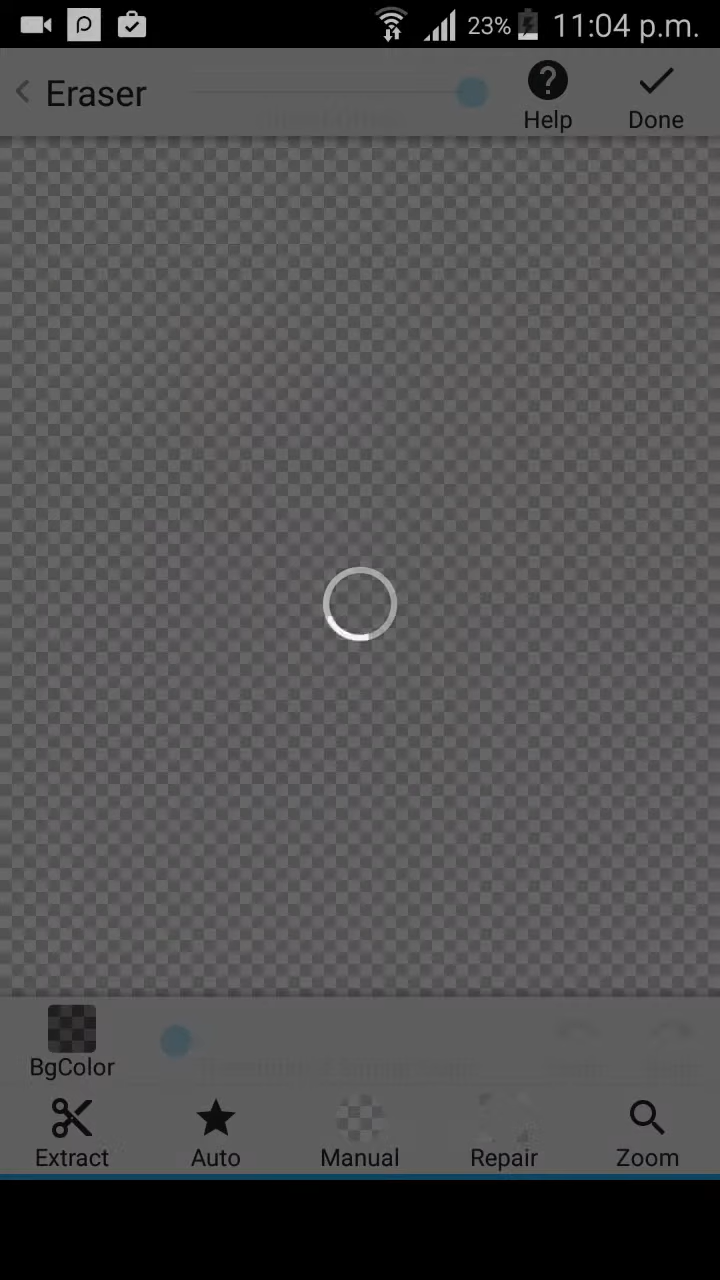 23% 11:04 p.m.
Eraser
Help
Done
BgColor
Extract
Auto
Manual
Repair
Zoom